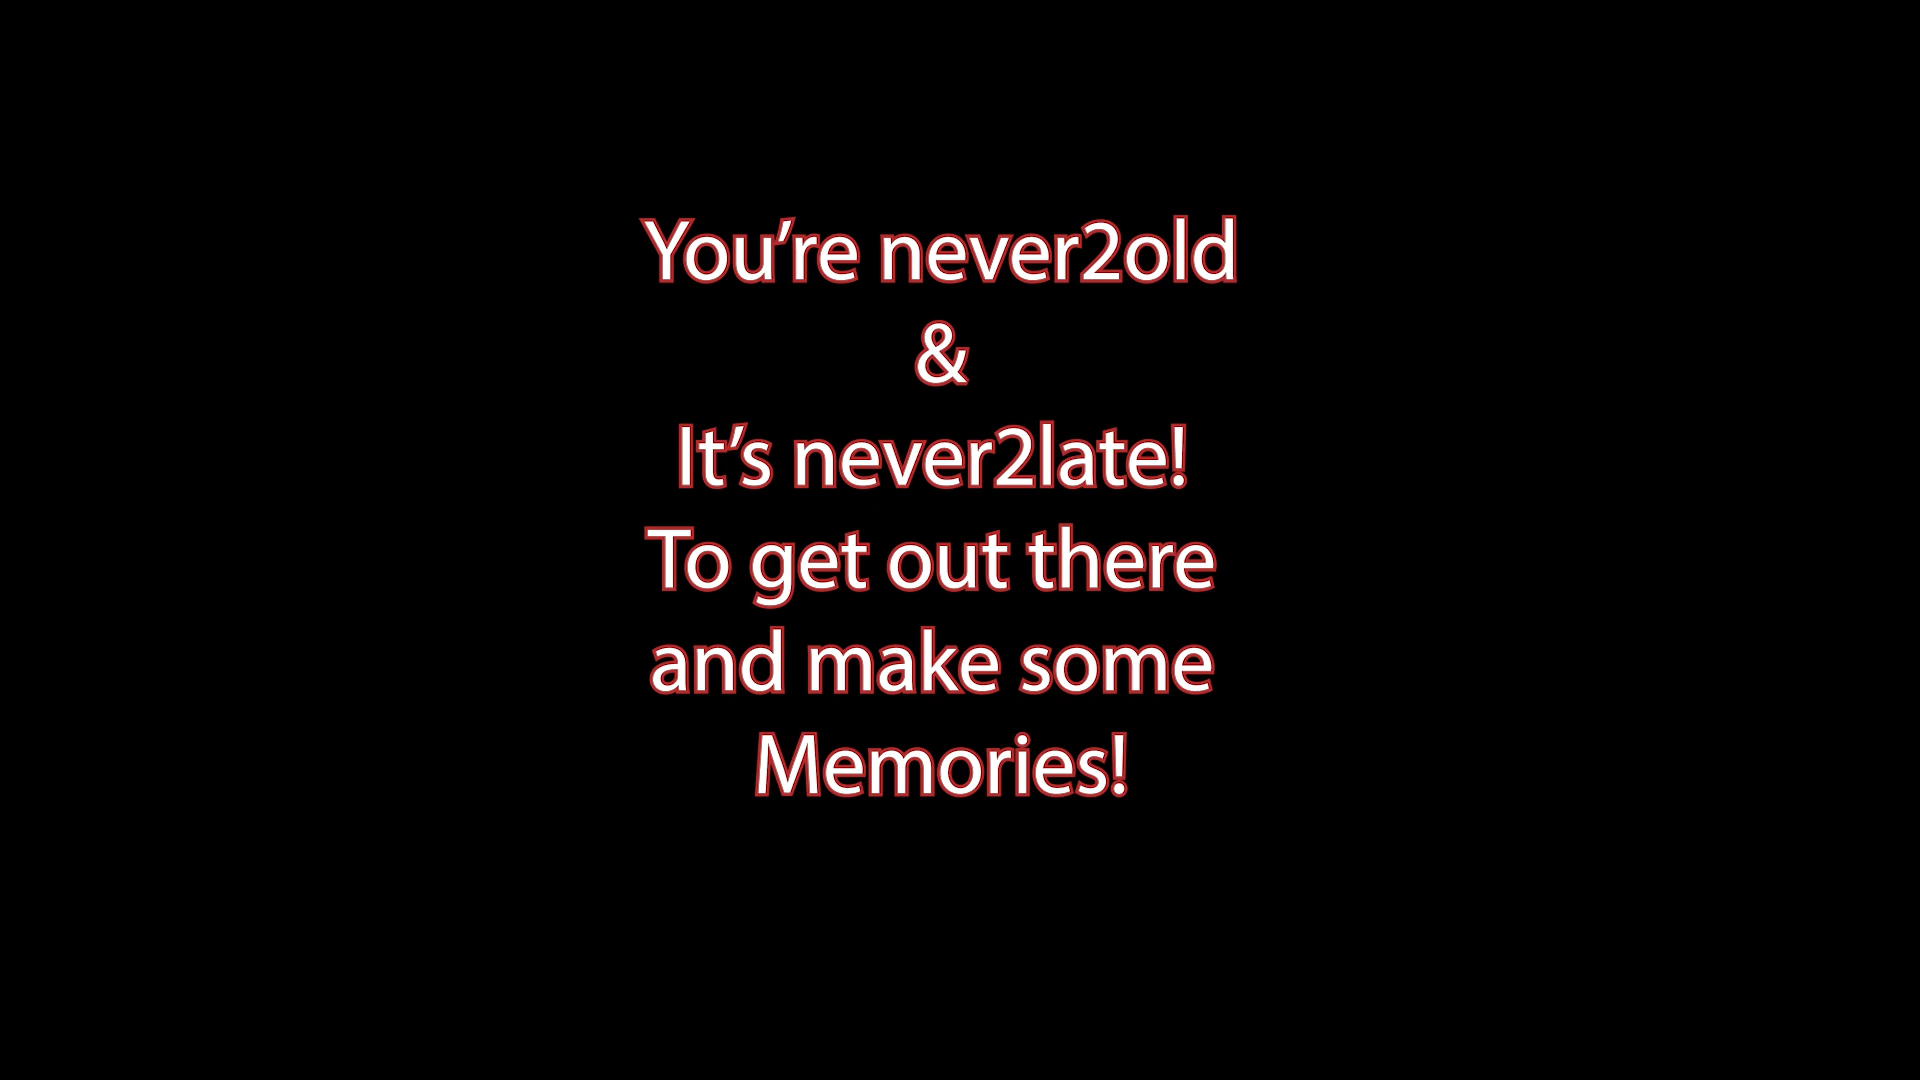 You’re never2old
&
It’s never2late!
To get out there
and make some
Memories!